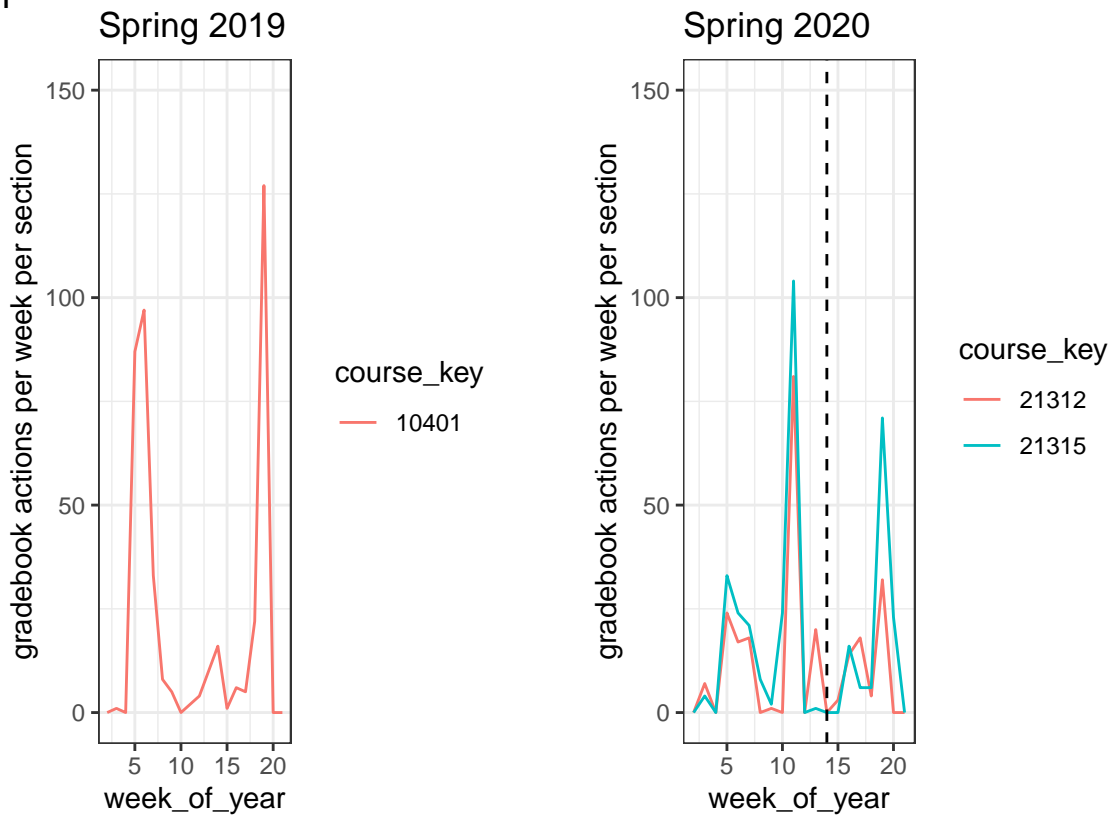 Spring 2019
gradebook actions per week per section
150
100
50
0
5 10 15 20
week_of_year
course_key
10401
Spring 2020
gradebook actions per week per section
150
100
50
0
5 10 15 20
week_of_year
course_key
21312
21315